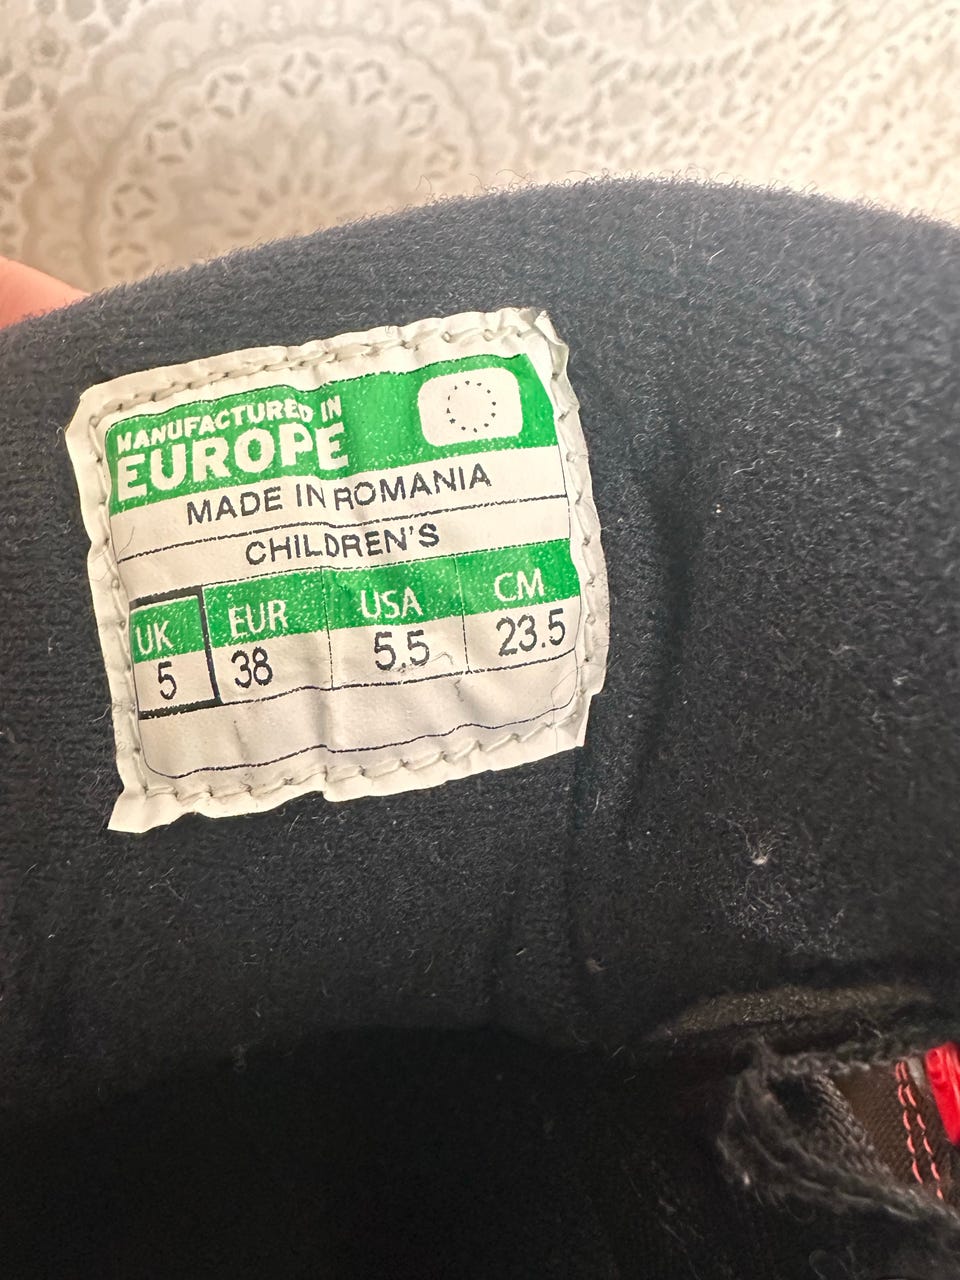 MANUFACTURED IN
EUROPE
MADE IN ROMANIA
CHILDREN'S
UK EUR USA CM
5 38 5.5 23.5